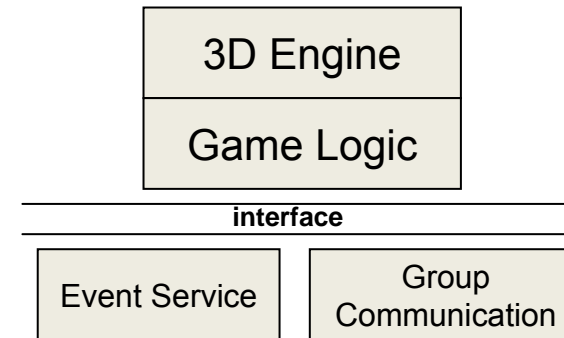 3D Engine
Game Logic
interface
Event Service
Group
Communication